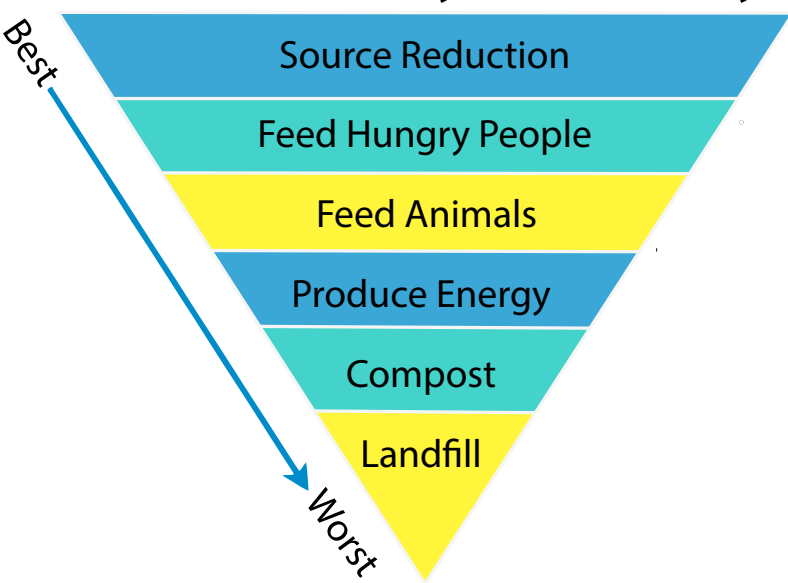 Best
Source Reduction
Feed Hungry People
Feed Animals
Produce Energy
Compost
Landfill
Worst